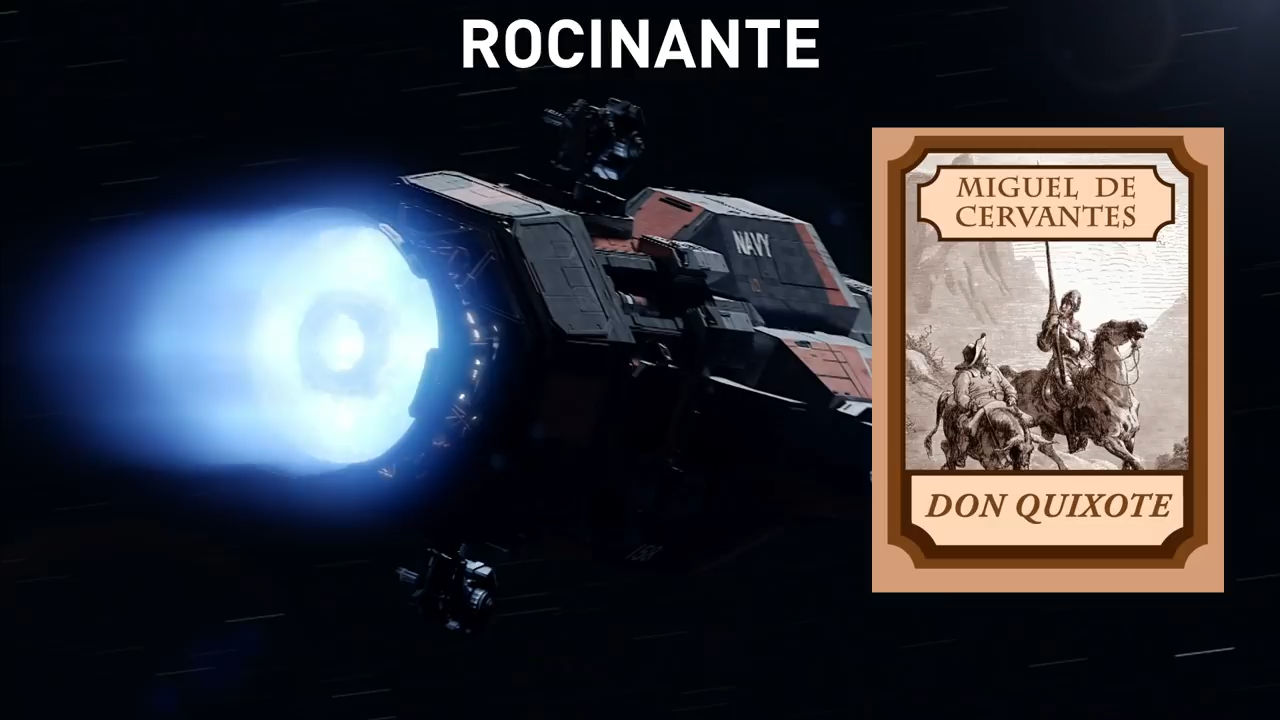 ROCINANTE
NAVY
MIGUEL DE
CERVANTES
DON QUIXOTE